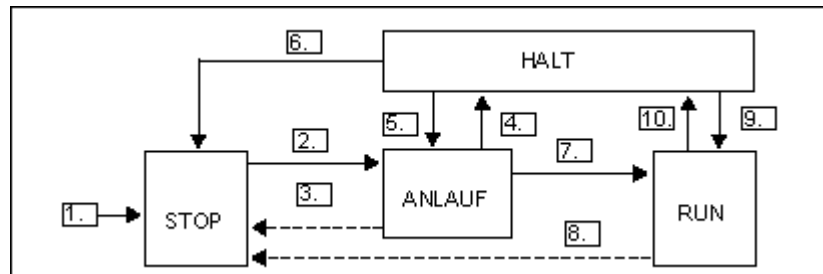 6.
HALT
5.
4.
10.
9.
2.
7.
1.
STOP
3.
ANLAUF
RUN
8.